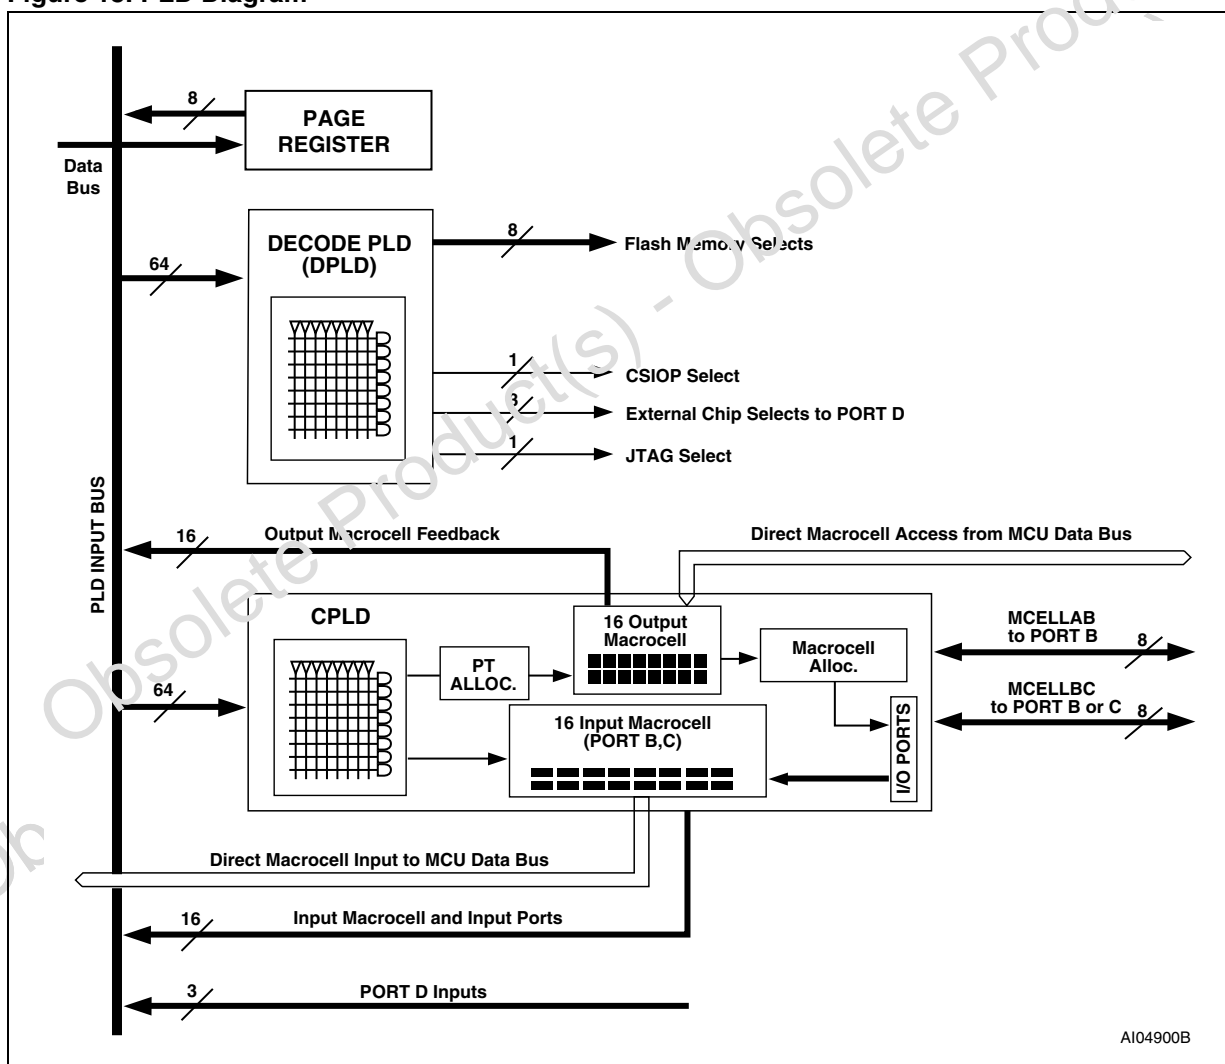 8
PAGE
REGISTER
Data
Bus
DECODE PLD
(DPLD)
8
Flash Memory Selects
64
1
CSIOP Select
3
External Chip Selects to PORT D
1
JTAG Select
PLD INPUT BUS
16
Output Macrocell Feedback
Direct Macrocell Access from MCU Data Bus
CPLD
16 Output
Macrocell
MCELLAB
to PORT B
8
PT
ALLOC.
Macrocell
Alloc.
64
MCELLBC
to PORT B or C
8
16 Input Macrocell
(PORT B,C)
I/O PORTS
Direct Macrocell Input to MCU Data Bus
16
Input Macrocell and Input Ports
3
PORT D Inputs
AI04900B
Obsolete Product(s) - Obsolete Prod